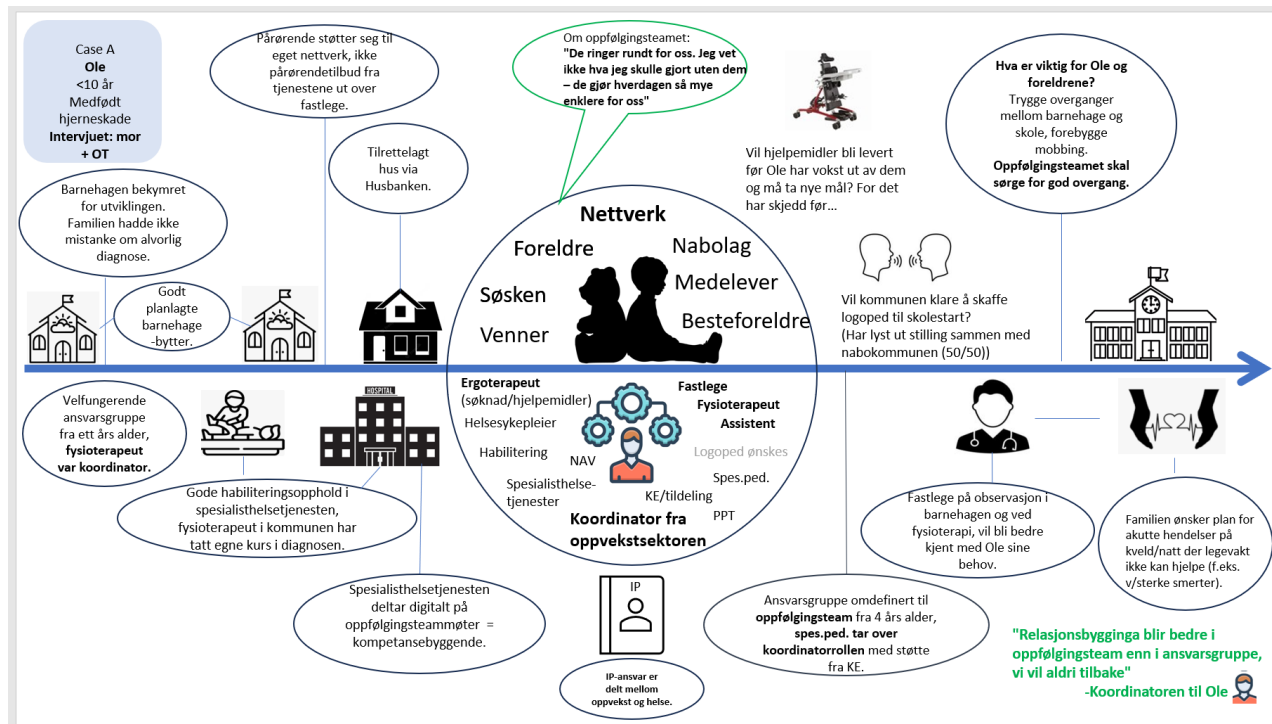 Case A
Ole
<10 år
Medfødt
hjerneskade
Intervjuet: mor
+ OT
Pårørende støtter seg til
eget nettverk, ikke
pårørendetilbud fra
tjenestene ut over
fastlege.
Om oppfølgingsteamet:
"De ringer rundt for oss. Jeg vet
ikke hva jeg skulle gjort uten dem
– de gjør hverdagen så mye
enklere for oss"
Hva er viktig for Ole og
foreldrene?
Trygge overganger
mellom barnehage og
skole, forebygge
mobbing.
Oppfølgingsteamet skal
sørge for god overgang.
Vil hjelpemidler bli levert
før Ole har vokst ut av dem
og må ta nye mål? For det
har skjedd før…
Tilrettelagt
hus via
Husbanken.
Barnehagen bekymret
for utviklingen.
Familien hadde ikke
mistanke om alvorlig
diagnose.
Godt
planlagte
barnehage
-bytter.
Nettverk
Foreldre
Nabolag
Søsken
Medelever
Venner
Besteforeldre
Vil kommunen klare å skaffe
logoped til skolestart?
(Har lyst ut stilling sammen med
nabokommunen (50/50))
Velfungerende
ansvarsgruppe
fra ett års alder,
fysioterapeut
var koordinator.
HOSPITAL
Gode habiliteringsopphold i
spesialisthelsetjenesten,
fysioterapeut i kommunen har
tatt egne kurs i diagnosen.
Spesialisthelsetjenesten
deltar digitalt på
oppfølgingsteammøter =
kompetansebyggende.
Ergoterapeut
(søknad/hjelpemidler)
Helsesykepleier
Habilitering
NAV
Spesialisthelse-
tjenester
Fastlege
Fysioterapeut
Assistent
Logoped ønskes
Spes.ped.
KE/tildeling
PPT
Koordinator fra
oppvekstsektoren
IP
IP-ansvar er
delt mellom
oppvekst og helse.
Ansvarsgruppe omdefinert til
oppfølgingsteam fra 4 års alder,
spes.ped. tar over
koordinatorrollen med støtte
fra KE.
Fastlege på observasjon i
barnehagen og ved
fysioterapi, vil bli bedre
kjent med Ole sine
behov.
Familien ønsker plan for
akutte hendelser på
kveld/natt der legevakt
ikke kan hjelpe (f.eks.
v/sterke smerter).
"Relasjonsbygginga blir bedre i
oppfølgingsteam enn i ansvarsgruppe,
vi vil aldri tilbake"
-Koordinatoren til Ole